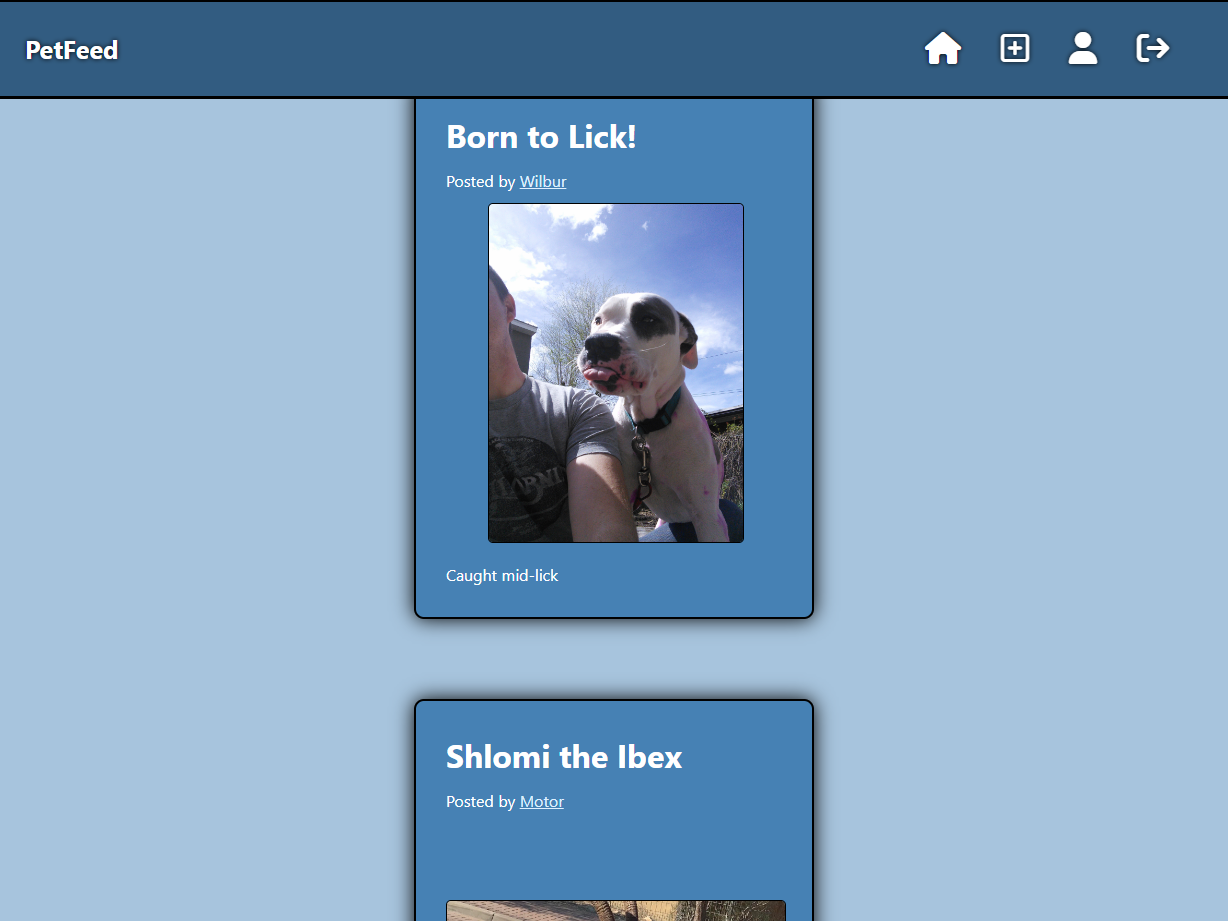 PetFeed
Born to Lick!
Posted by Wilbur
Caught mid-lick
Shlomi the Ibex
Posted by Motor